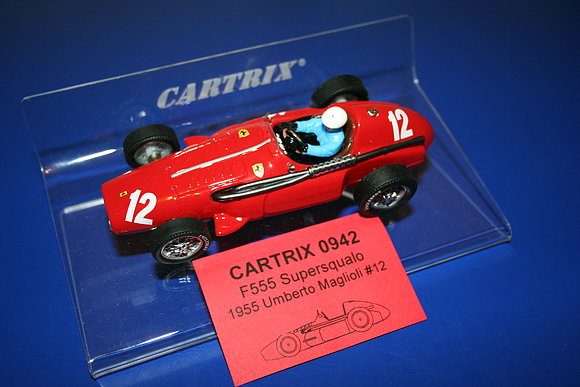 CARTRIX®
12
12
CARTRIX 0942
F555 Supersqualo
1955 Umberto Maglioli #12